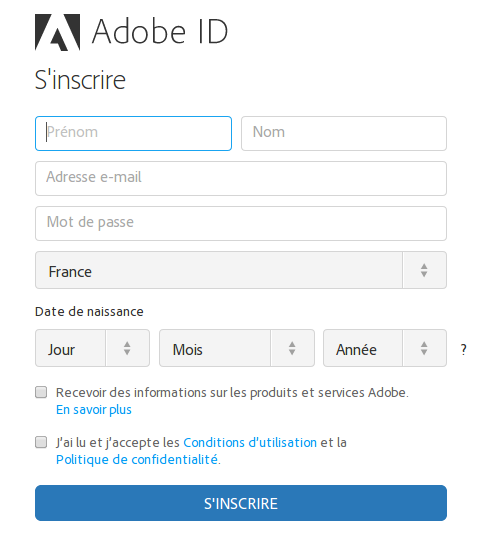 Adobe ID
S'inscrire
Prénom Nom
Adresse e-mail
Mot de passe
France
Date de naissance
Jour Mois Année ?
Recevoir des informations sur les produits et services Adobe.
En savoir plus
J'ai lu et j'accepte les Conditions d'utilisation et la
Politique de confidentialité.
S'INSCRIRE